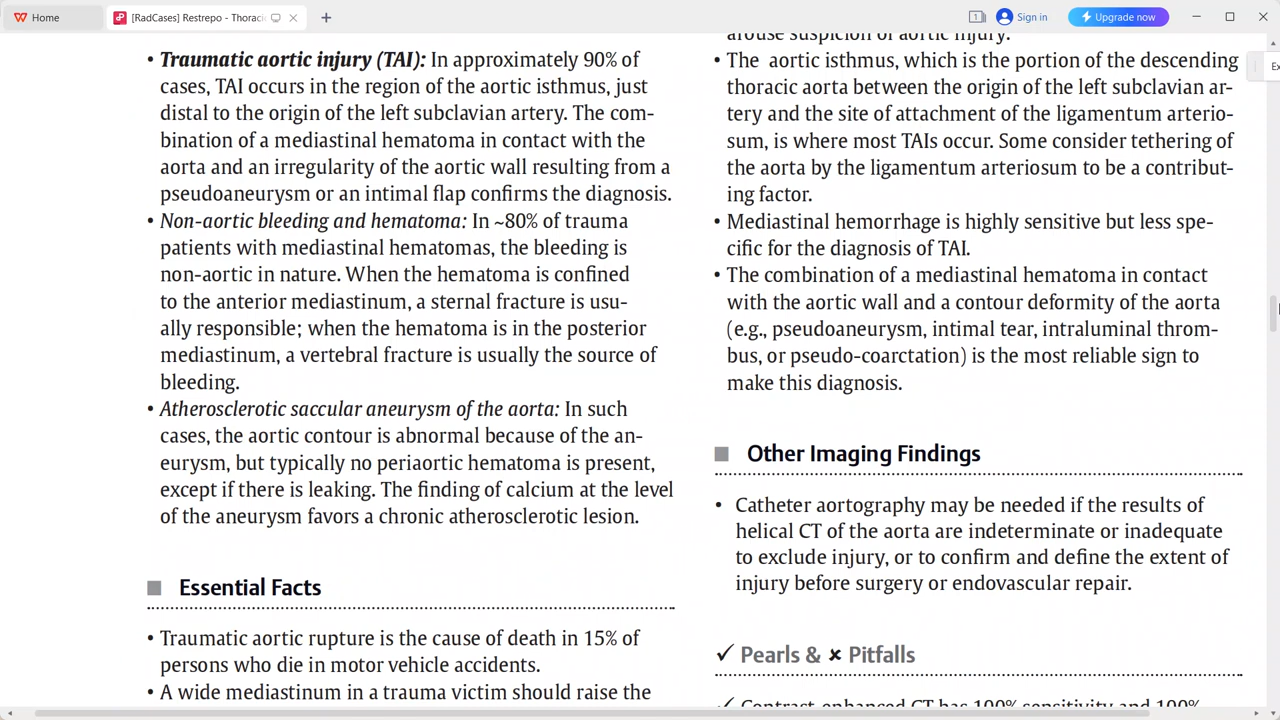 Home
[RadCases] Restrepo - Thoraci
1
Sign in
Upgrade now
Ex
• Traumatic aortic injury (TAI): In approximately 90% of
cases, TAI occurs in the region of the aortic isthmus, just
distal to the origin of the left subclavian artery. The com-
bination of a mediastinal hematoma in contact with the
aorta and an irregularity of the aortic wall resulting from a
pseudoaneurysm or an intimal flap confirms the diagnosis.
• Non-aortic bleeding and hematoma: In ~80% of trauma
patients with mediastinal hematomas, the bleeding is
non-aortic in nature. When the hematoma is confined
to the anterior mediastinum, a sternal fracture is usu-
ally responsible; when the hematoma is in the posterior
mediastinum, a vertebral fracture is usually the source of
bleeding.
• Atherosclerotic saccular aneurysm of the aorta: In such
cases, the aortic contour is abnormal because of the an-
eurysm, but typically no periaortic hematoma is present,
except if there is leaking. The finding of calcium at the level
of the aneurysm favors a chronic atherosclerotic lesion.
Essential Facts
• Traumatic aortic rupture is the cause of death in 15% of
persons who die in motor vehicle accidents.
• A wide mediastinum in a trauma victim should raise the
arouse suspicion of aortic injury.
• The aortic isthmus, which is the portion of the descending
thoracic aorta between the origin of the left subclavian ar-
tery and the site of attachment of the ligamentum arterio-
sum, is where most TAIs occur. Some consider tethering of
the aorta by the ligamentum arteriosum to be a contribut-
ing factor.
• Mediastinal hemorrhage is highly sensitive but less spe-
cific for the diagnosis of TAI.
• The combination of a mediastinal hematoma in contact
with the aortic wall and a contour deformity of the aorta
(e.g., pseudoaneurysm, intimal tear, intraluminal throm-
bus, or pseudo-coarctation) is the most reliable sign to
make this diagnosis.
Other Imaging Findings
• Catheter aortography may be needed if the results of
helical CT of the aorta are indeterminate or inadequate
to exclude injury, or to confirm and define the extent of
injury before surgery or endovascular repair.
✓ Pearls & ✘ Pitfalls
✓ Contrast-enhanced CT has 100% sensitivity and 100%